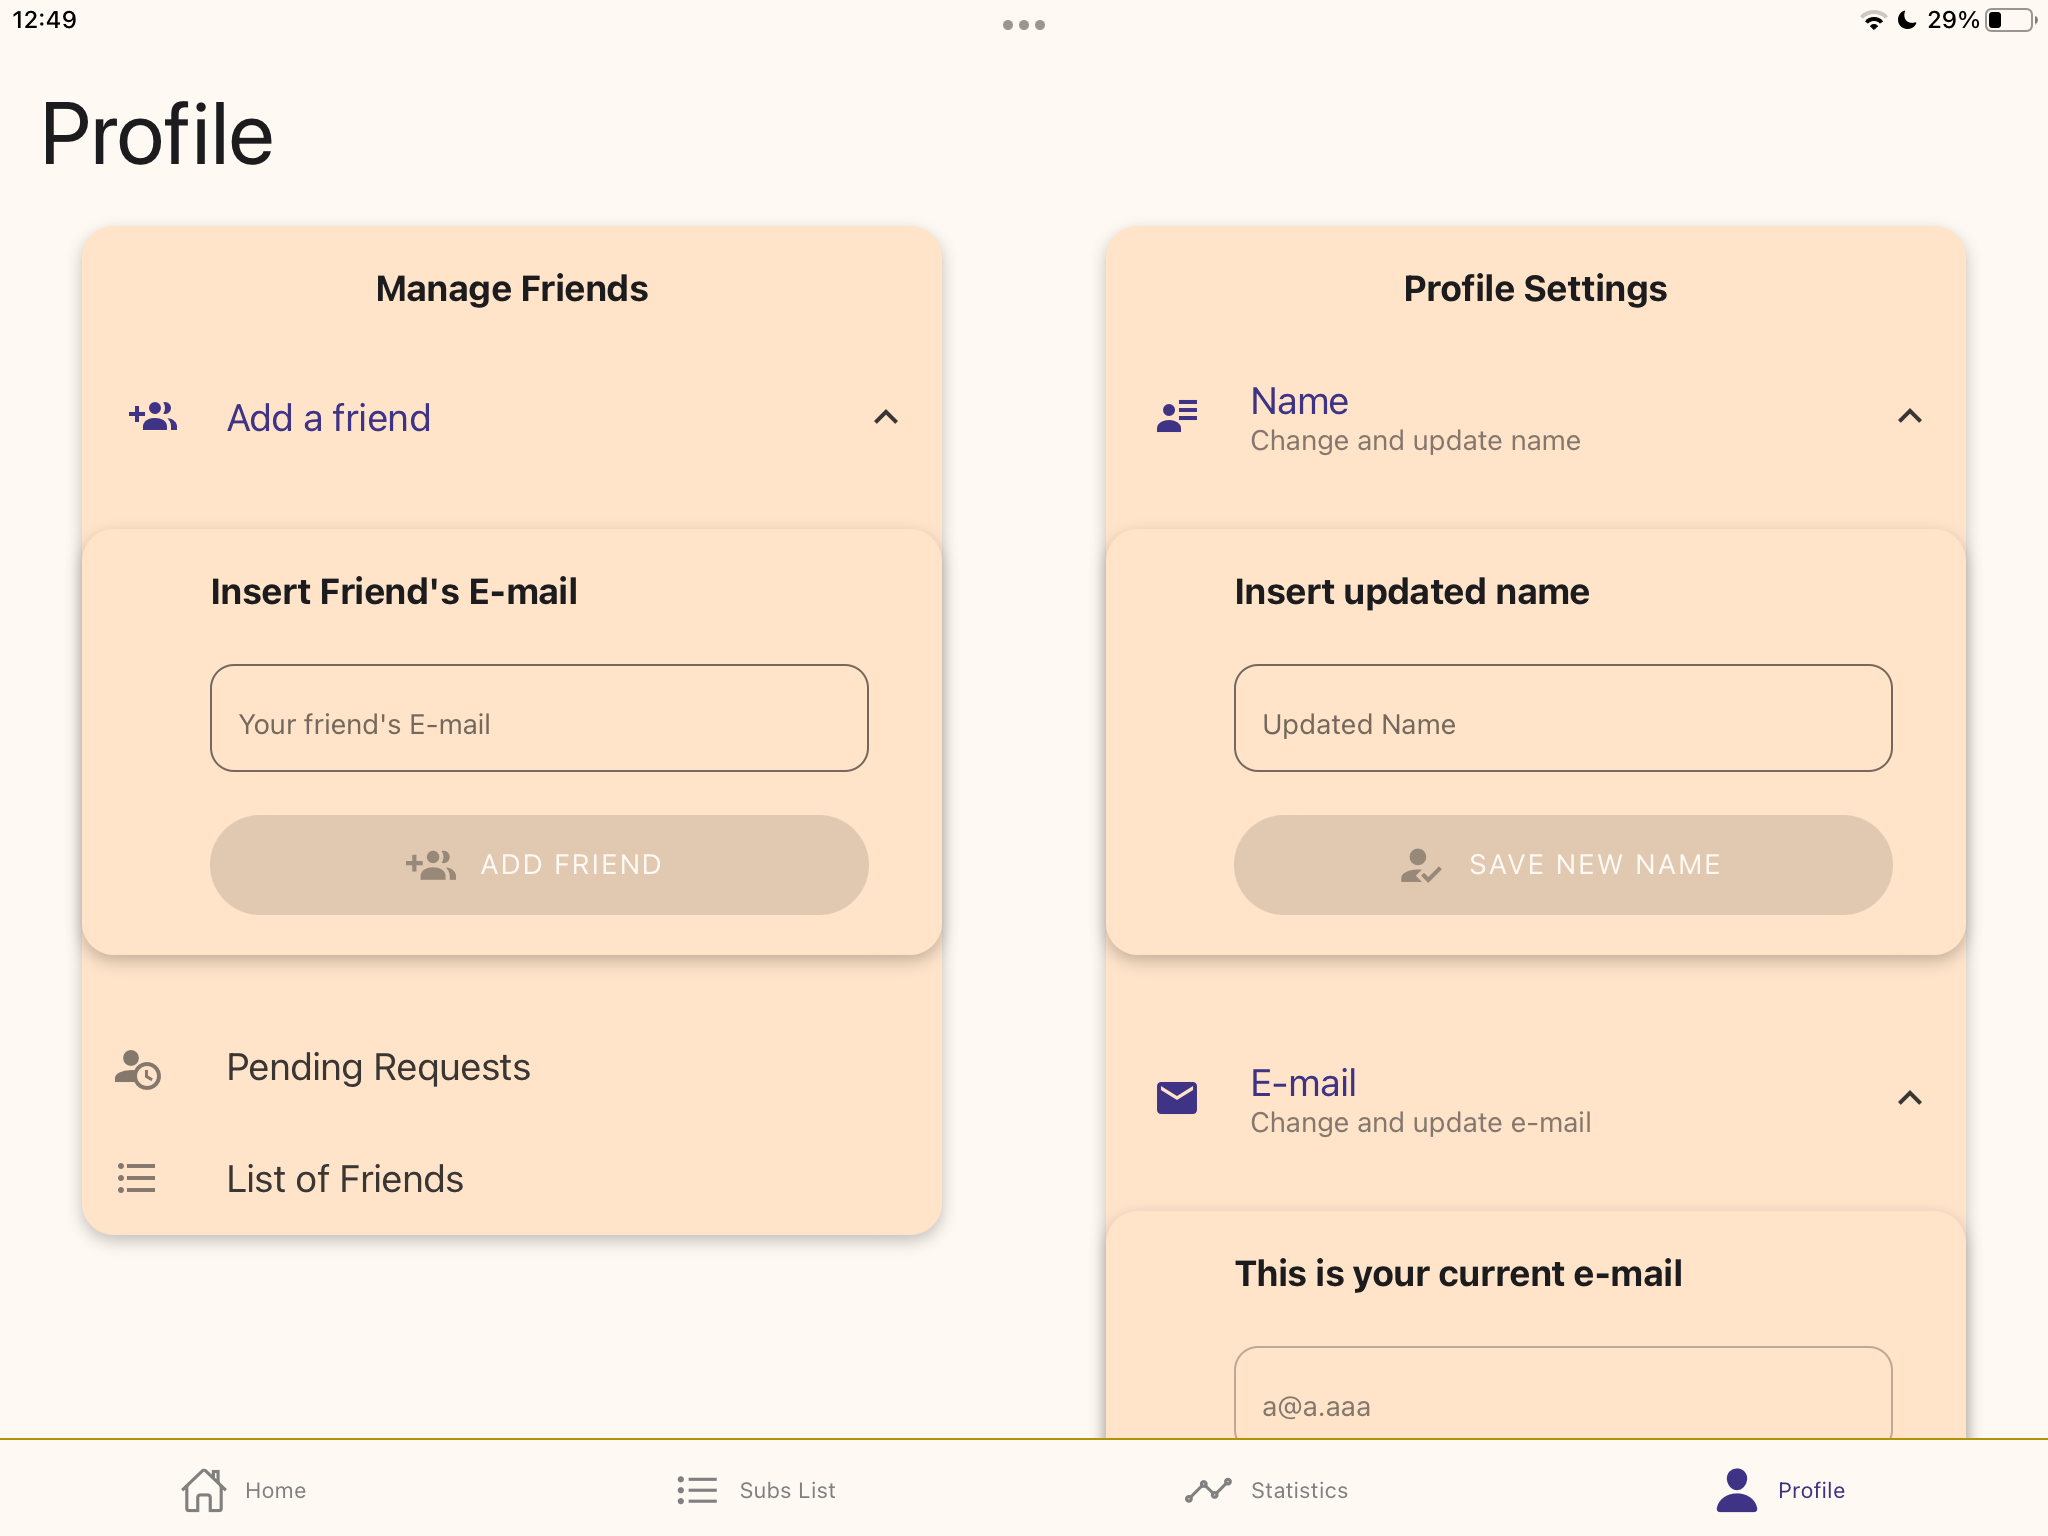 12:49
29%
Profile
Manage Friends
Add a friend
Insert Friend's E-mail
Your friend's E-mail
ADD FRIEND
Pending Requests
List of Friends
Profile Settings
Name
Change and update name
Insert updated name
Updated Name
SAVE NEW NAME
E-mail
Change and update e-mail
This is your current e-mail
a@a.aaa
Home
Subs List
Statistics
Profile